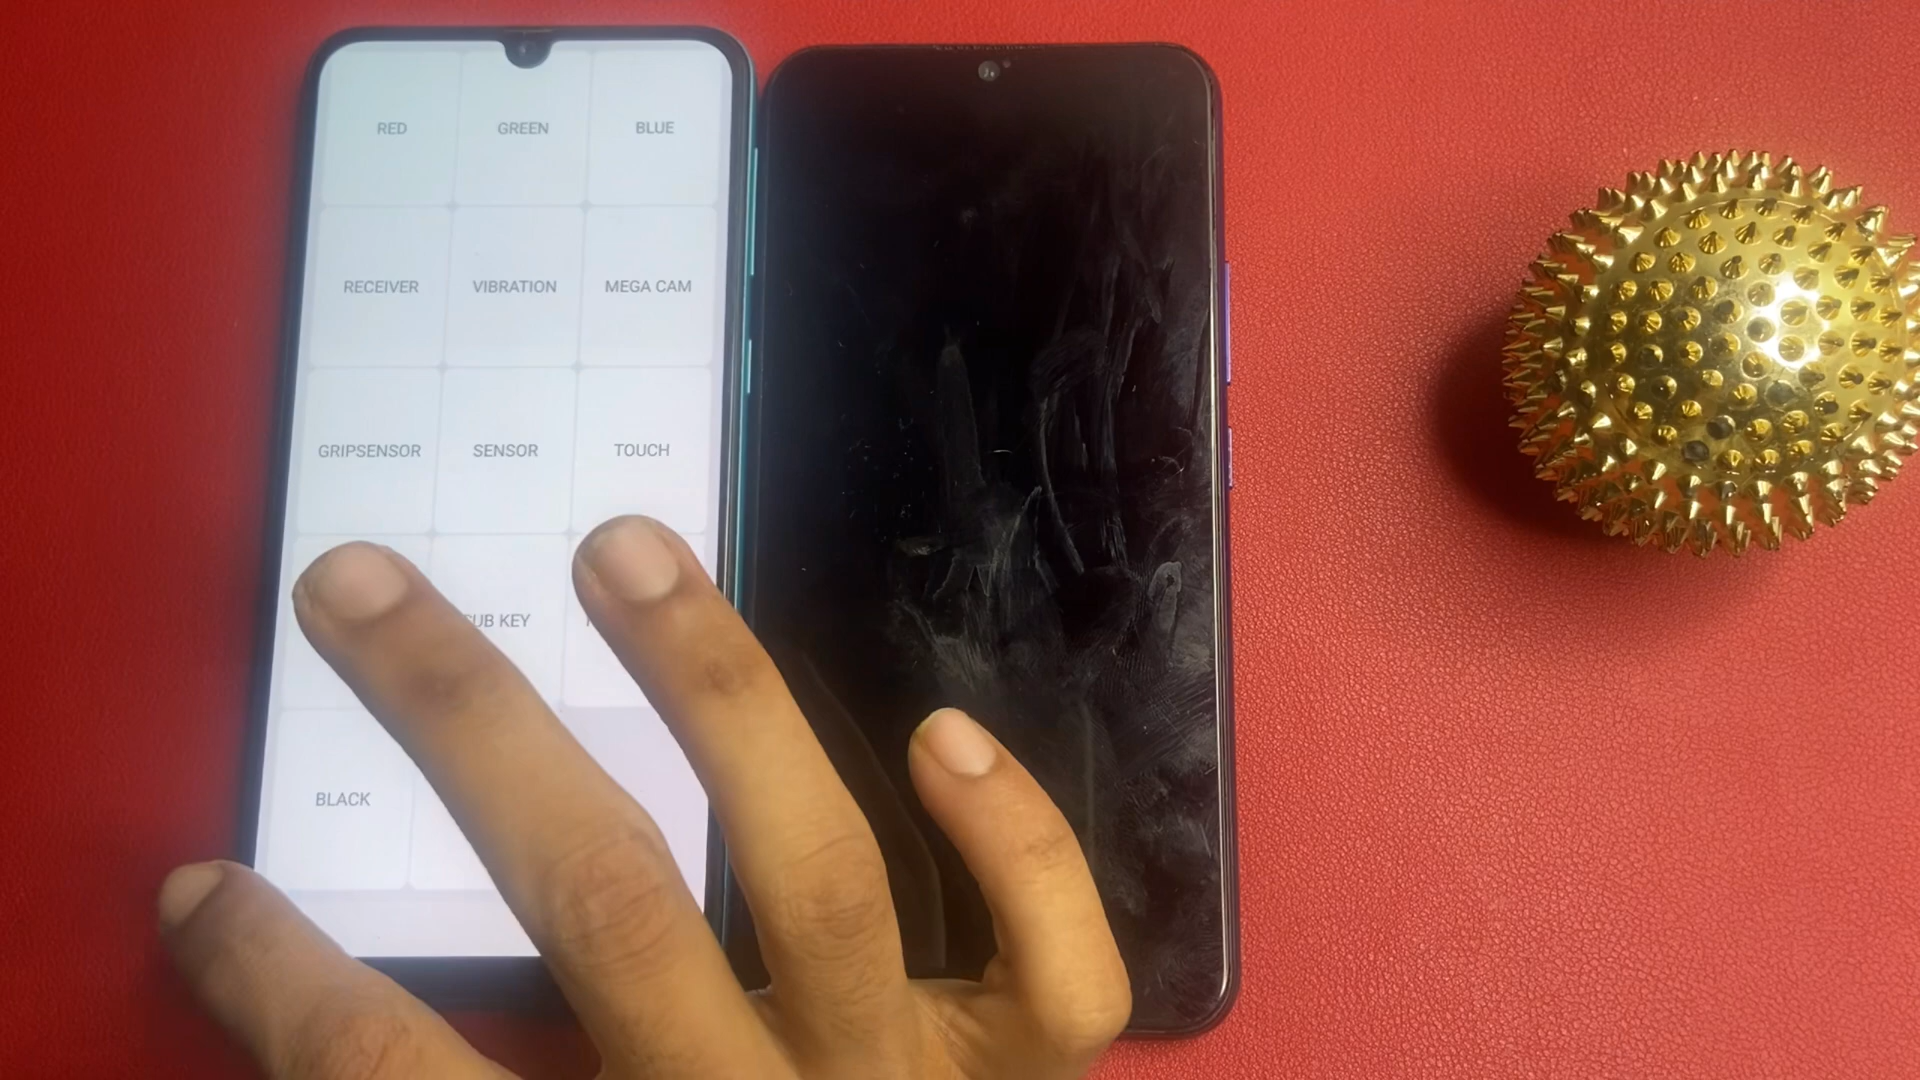 RED GREEN BLUE
RECEIVER VIBRATION MEGA CAM
GRIPSENSOR SENSOR TOUCH
SUB KEY
BLACK